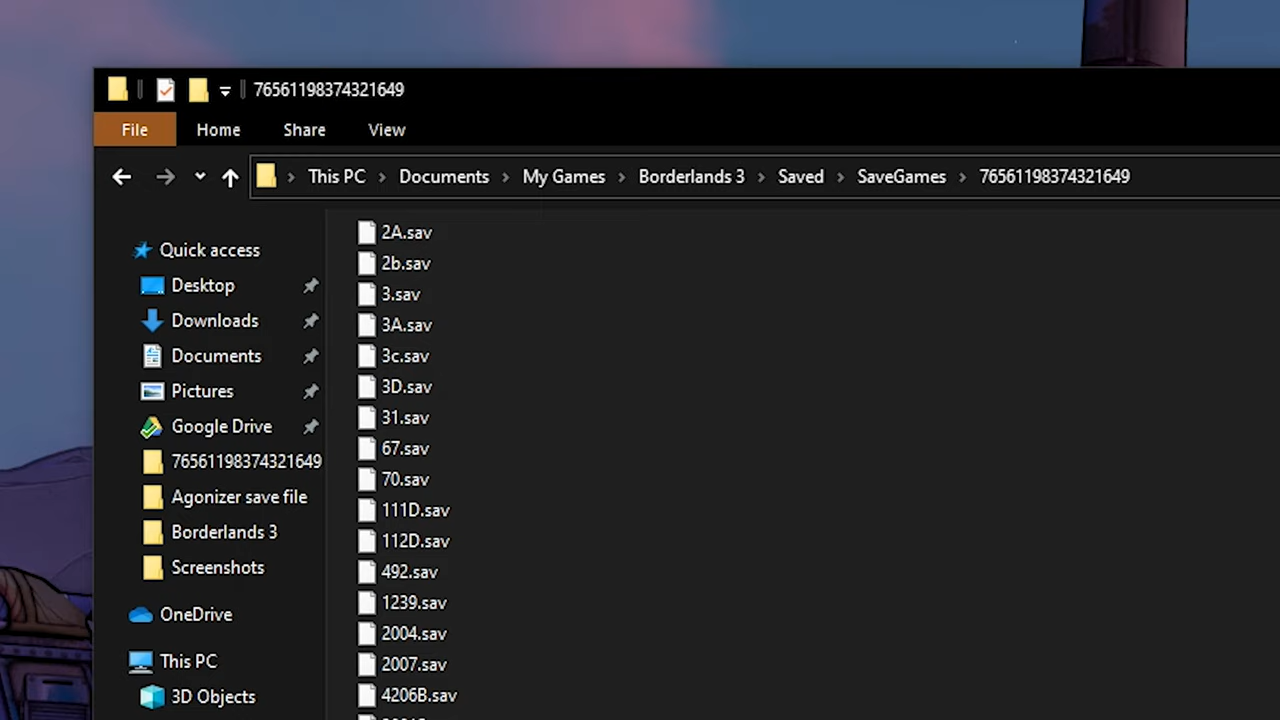 76561198374321649
File Home Share View
This PC Documents My Games Borderlands 3 Saved SaveGames 76561198374321649
Quick access
Desktop
Downloads
Documents
Pictures
Google Drive
76561198374321649
Agonizer save file
Borderlands 3
Screenshots
OneDrive
This PC
3D Objects
2A.sav
2b.sav
3.sav
3A.sav
3c.sav
3D.sav
31.sav
67.sav
70.sav
111D.sav
112D.sav
492.sav
1239.sav
2004.sav
2007.sav
4206B.sav